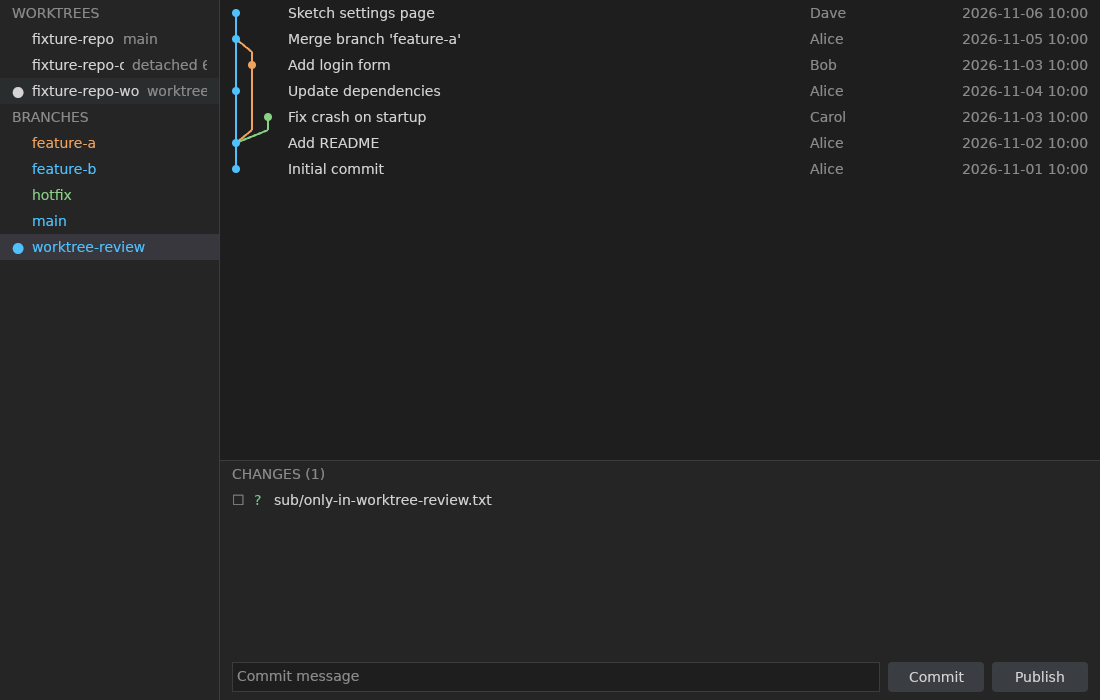 WORKTREES
fixture-repo main
fixture-repo-d detached 6
fixture-repo-wo worktree
BRANCHES
feature-a
feature-b
hotfix
main
worktree-review
Sketch settings page Dave 2026-11-06 10:00
Merge branch 'feature-a' Alice 2026-11-05 10:00
Add login form Bob 2026-11-03 10:00
Update dependencies Alice 2026-11-04 10:00
Fix crash on startup Carol 2026-11-03 10:00
Add README Alice 2026-11-02 10:00
Initial commit Alice 2026-11-01 10:00
CHANGES (1)
? sub/only-in-worktree-review.txt
Commit message
Commit
Publish